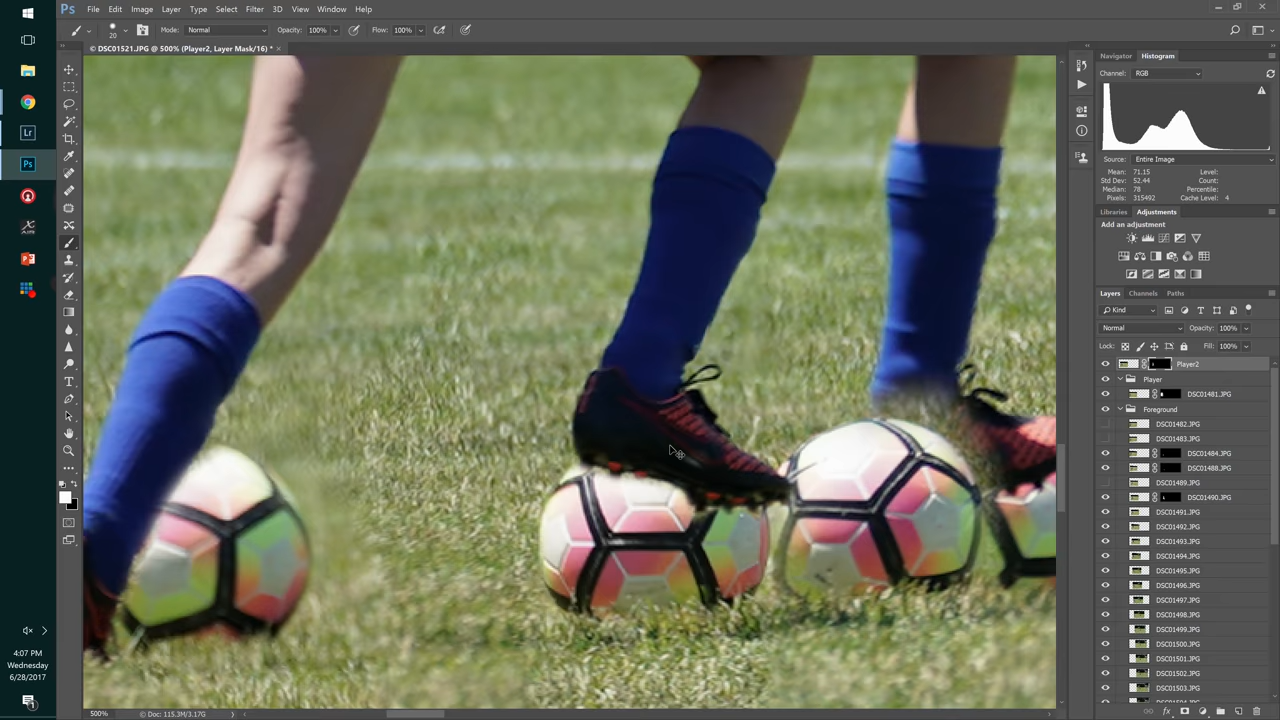 Ps File Edit Image Layer Type Select Filter 3D View Window Help
20 Mode: Normal Opacity: 100% Flow: 100%
© DSC01521.JPG @ 500% (Player2, Layer Mask/16) *
Navigator Histogram
Channel: RGB
Source: Entire Image
Mean: 71.15 Level:
Std Dev: 52.44 Count:
Median: 78 Percentile:
Pixels: 315492 Cache Level: 4
Libraries Adjustments
Add an adjustment
Layers Channels Paths
Kind
Normal Opacity: 100%
Lock: Fill: 100%
Player2
Player
DSC01481.JPG
Foreground
DSC01482.JPG
DSC01483.JPG
DSC01484.JPG
DSC01488.JPG
DSC01489.JPG
DSC01490.JPG
DSC01491.JPG
DSC01492.JPG
DSC01493.JPG
DSC01494.JPG
DSC01495.JPG
DSC01496.JPG
DSC01497.JPG
DSC01498.JPG
DSC01499.JPG
DSC01500.JPG
DSC01501.JPG
DSC01502.JPG
DSC01503.JPG
Lr
Ps
4:07 PM
Wednesday
6/28/2017
500% © Doc: 115.3M/3.17G